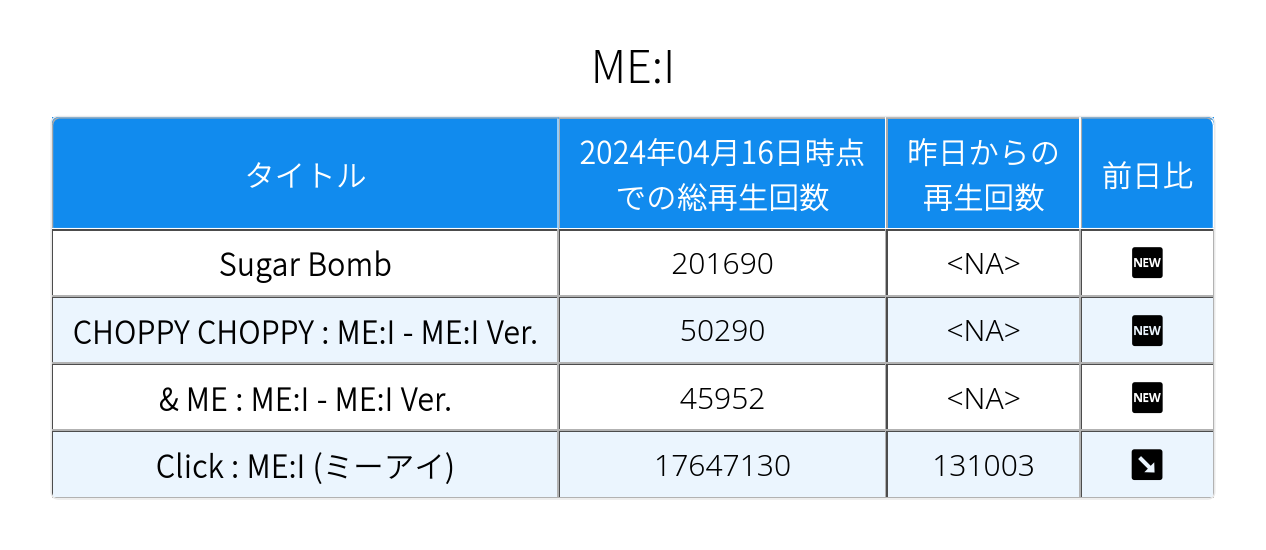 ME:I
タイトル
2024年04月16日時点
での総再生回数
昨日からの
再生回数
前日比
Sugar Bomb 201690 <NA> NEW
CHOPPY CHOPPY : ME:I - ME:I Ver. 50290 <NA> NEW
& ME : ME:I - ME:I Ver. 45952 <NA> NEW
Click : ME:I (ミーアイ) 17647130 131003